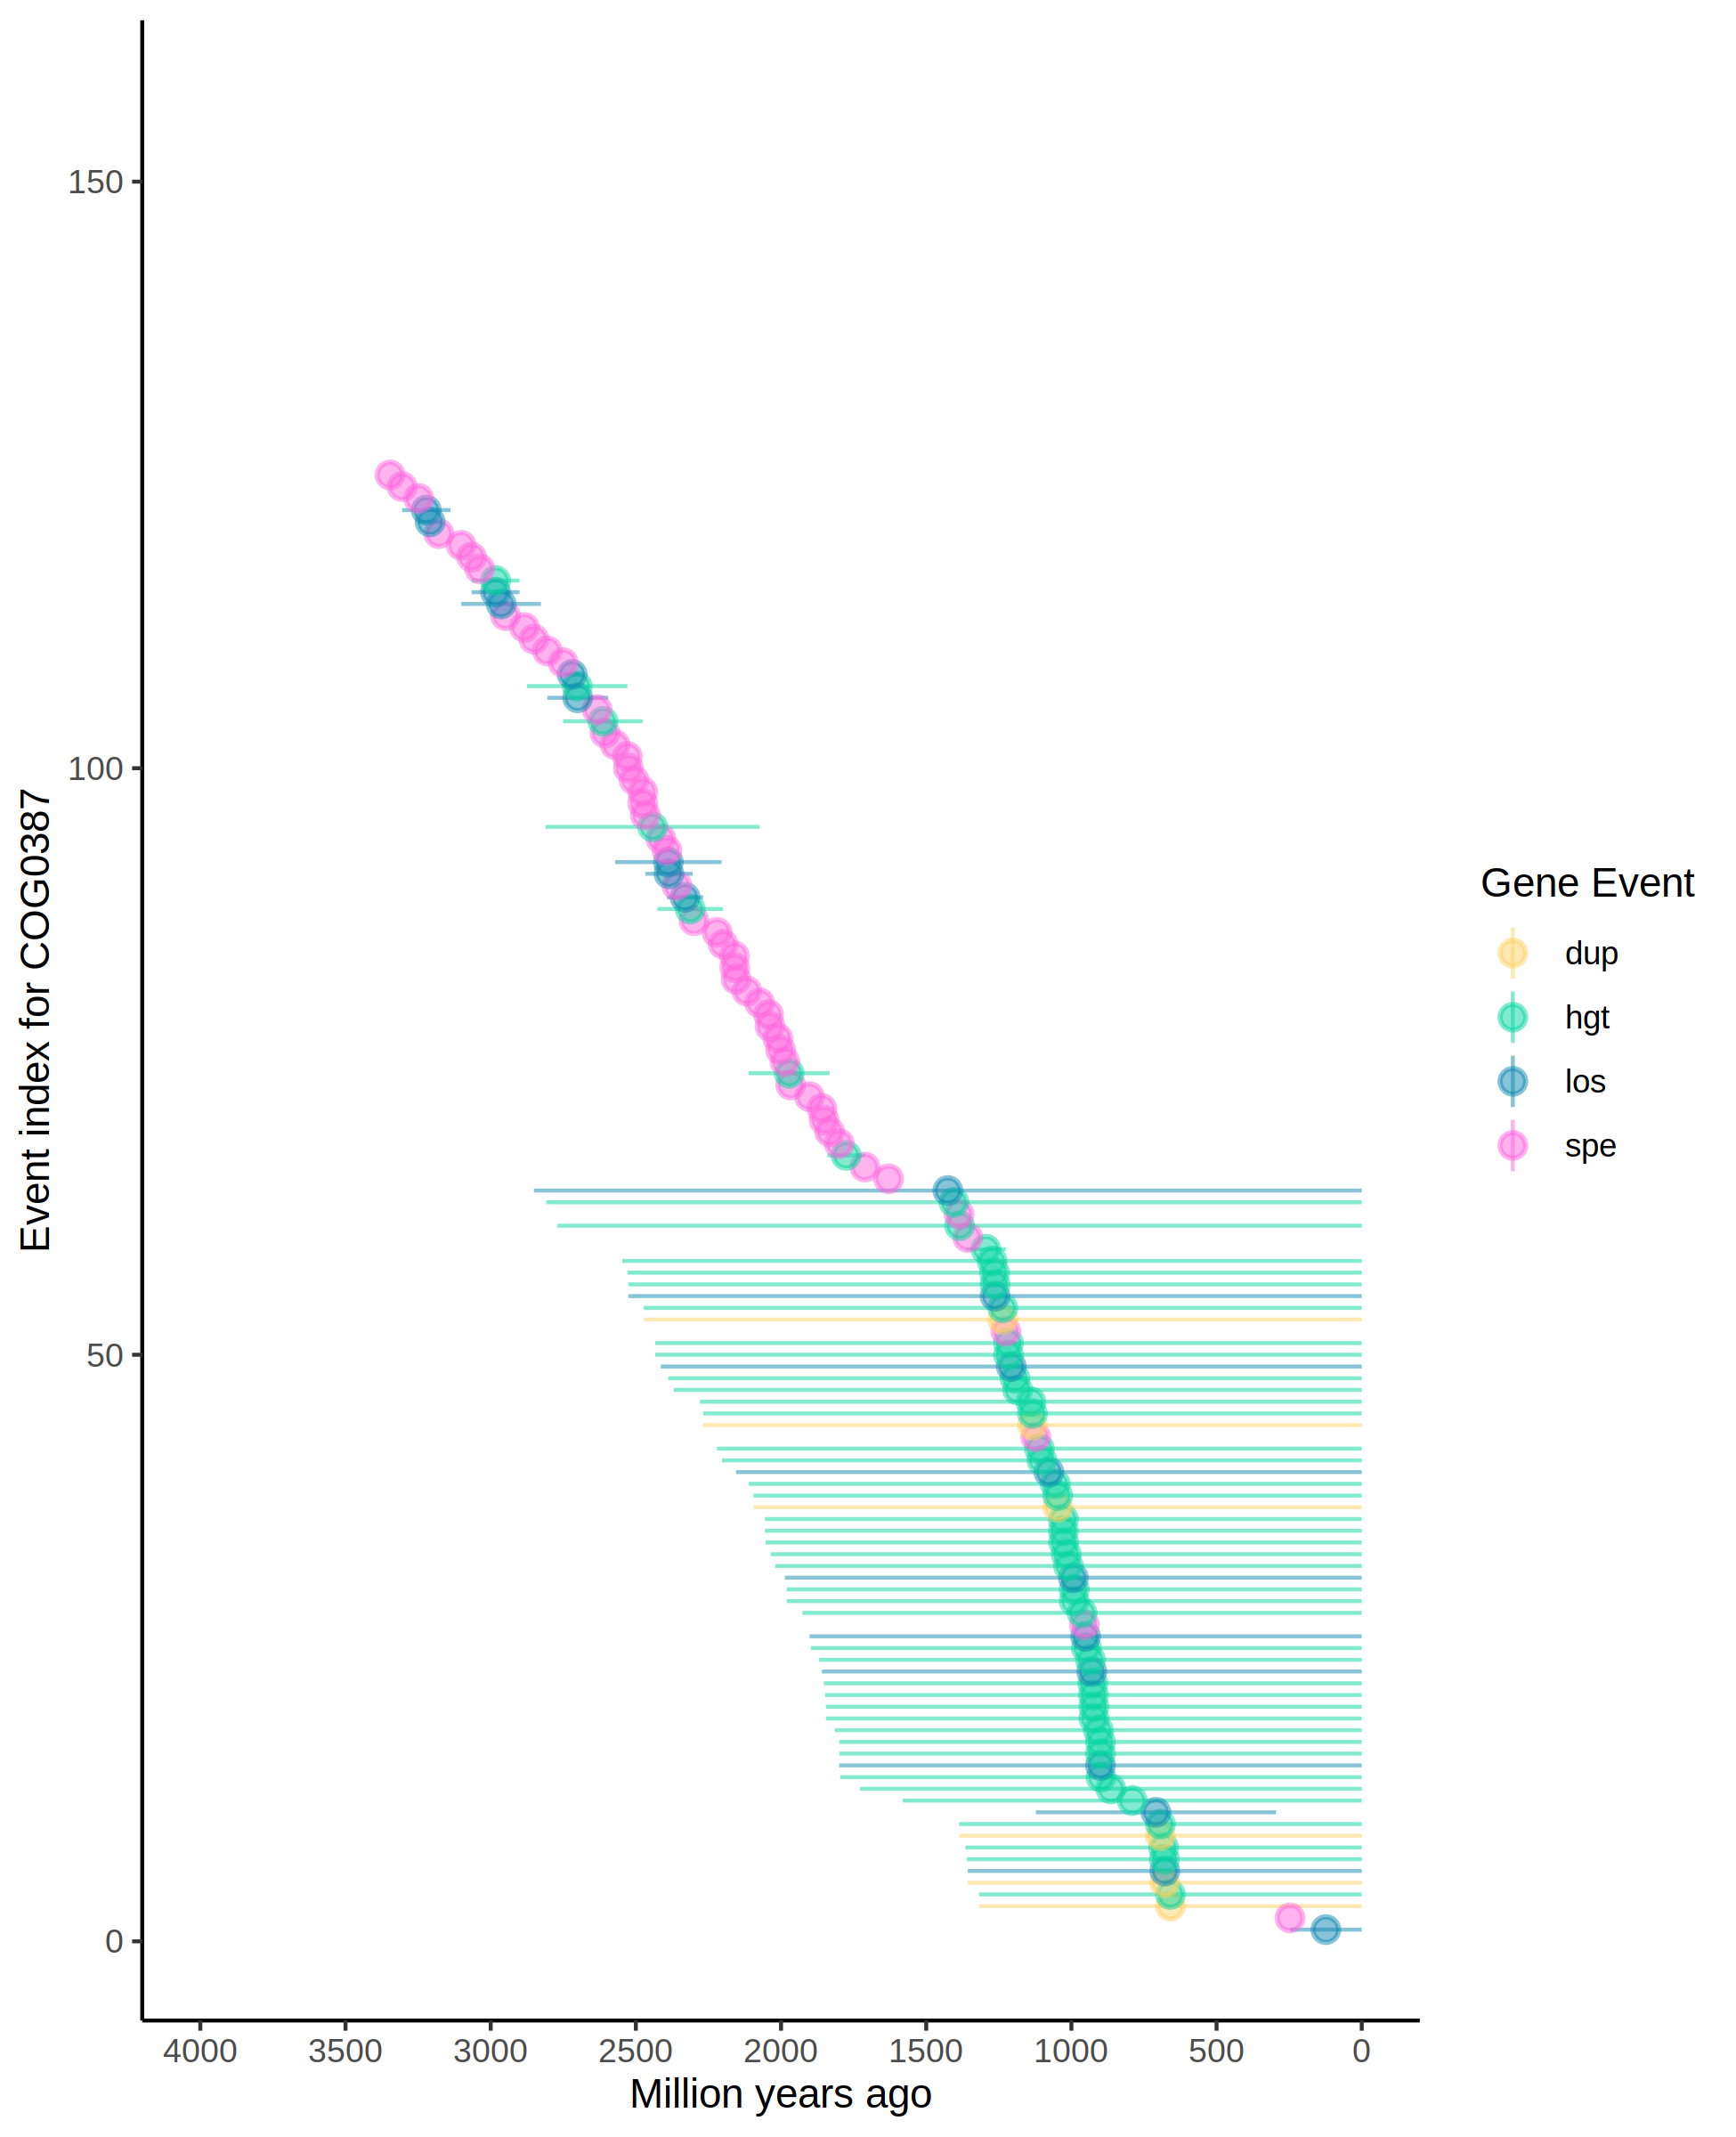 150
100
50
0
Event index for COG0387
4000 3500 3000 2500 2000 1500 1000 500 0
Million years ago
Gene Event
dup
hgt
los
spe